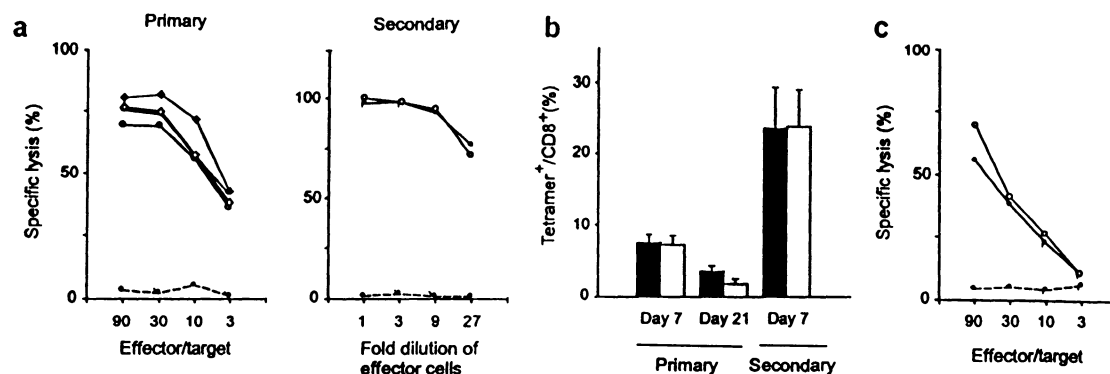 a
Primary
Secondary
Specific lysis (%)
100
50
0
90 30 10 3
Effector/target
100
0
1 3 9 27
Fold dilution of
effector cells
b
Tetramer+/CD8+(%)
30
20
10
0
Day 7 Day 21 Day 7
Primary Secondary
c
Specific lysis (%)
100
50
0
90 30 10 3
Effector/target